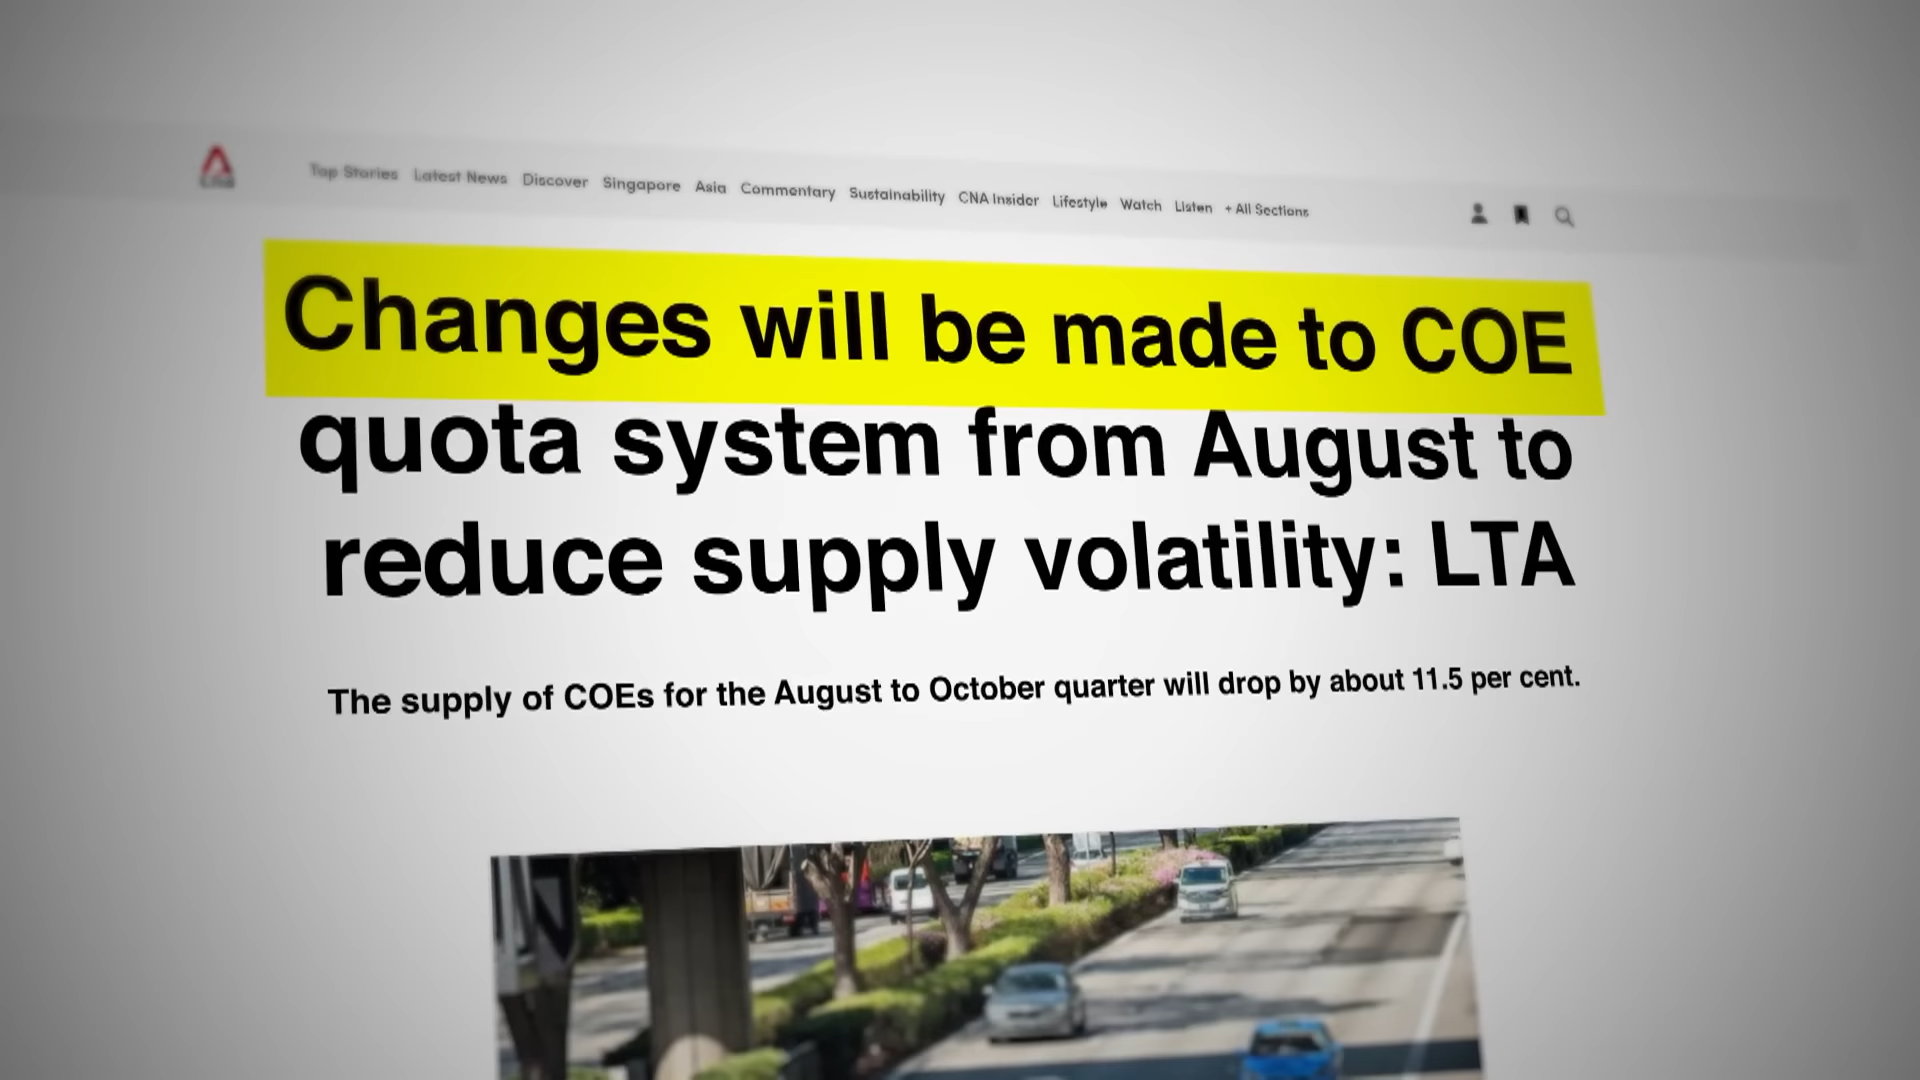 Top Stories Latest News Discover Singapore Asia Commentary Sustainability CNA Insider Lifestyle Watch Listen + All Sections
Changes will be made to COE
quota system from August to
reduce supply volatility: LTA
The supply of COEs for the August to October quarter will drop by about 11.5 per cent.